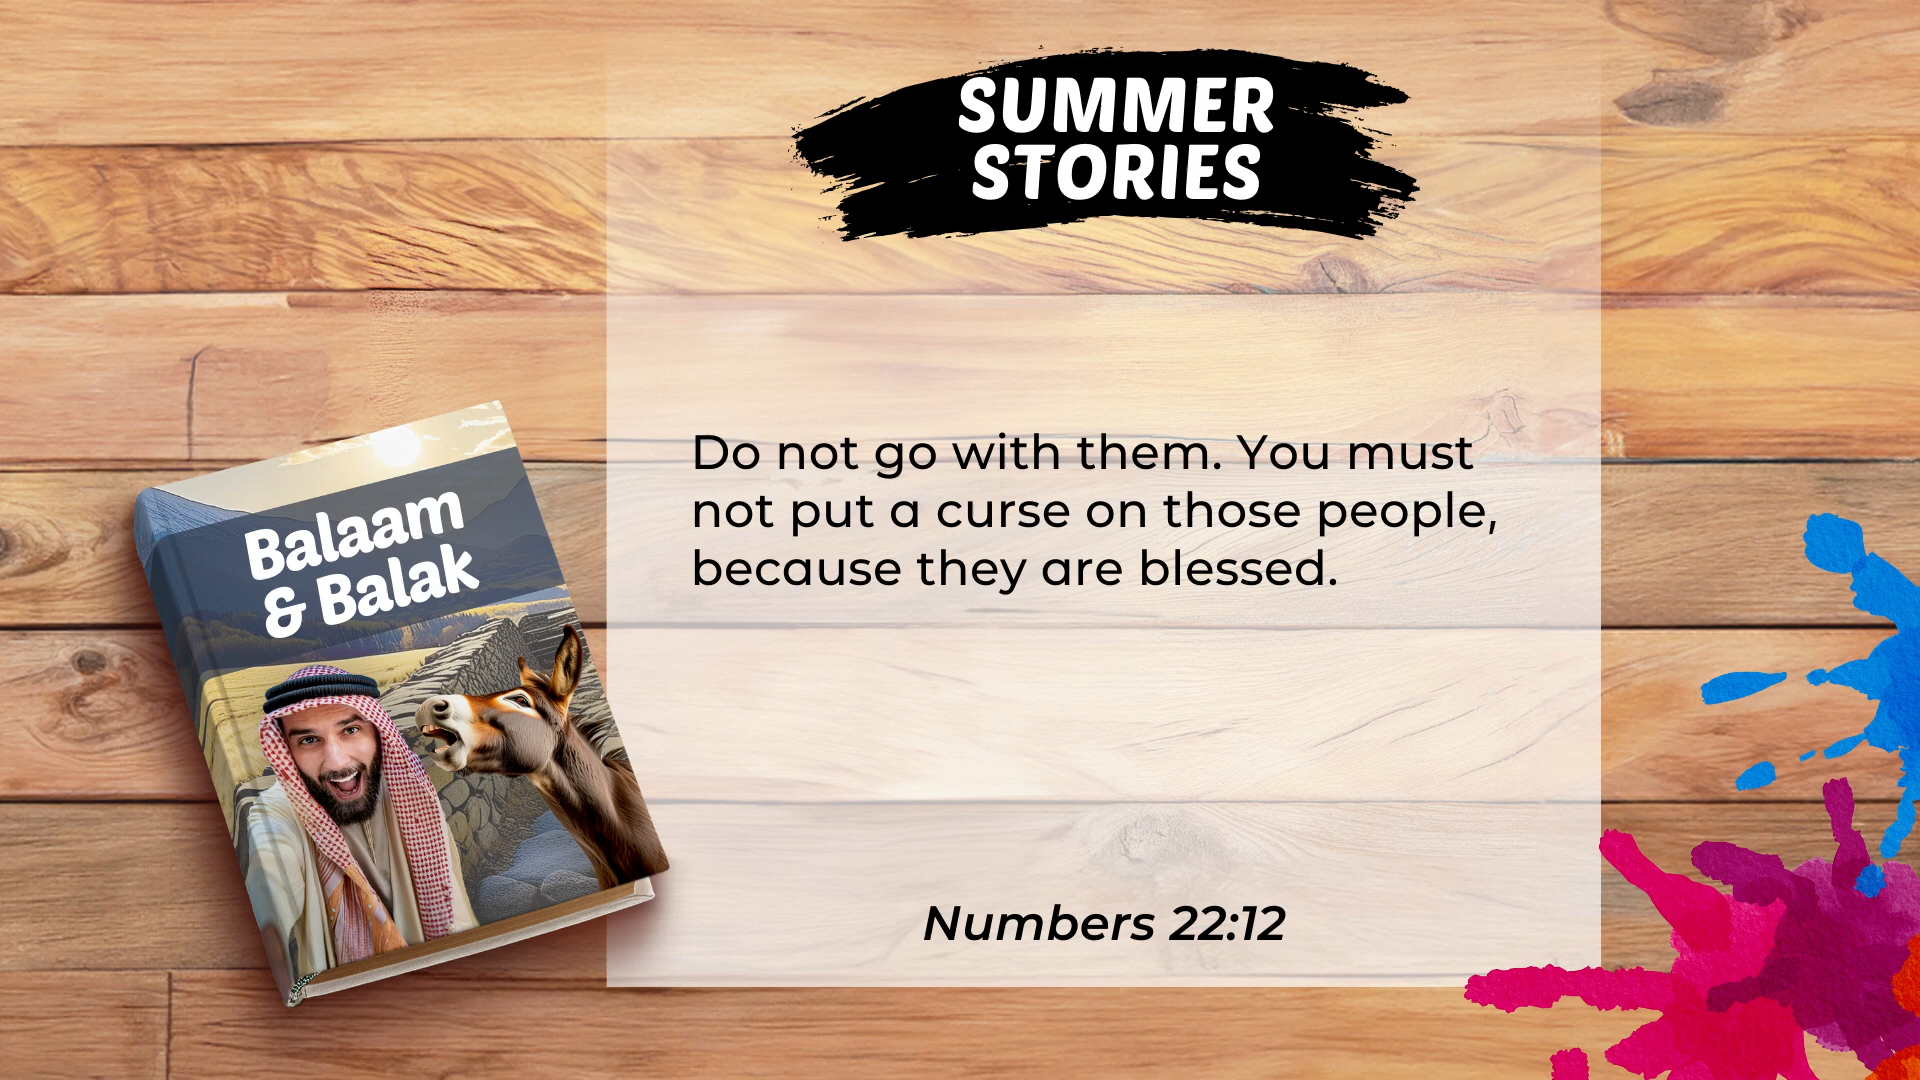 SUMMER
STORIES
Balaam
& Balak
Do not go with them. You must
not put a curse on those people,
because they are blessed.
Numbers 22:12